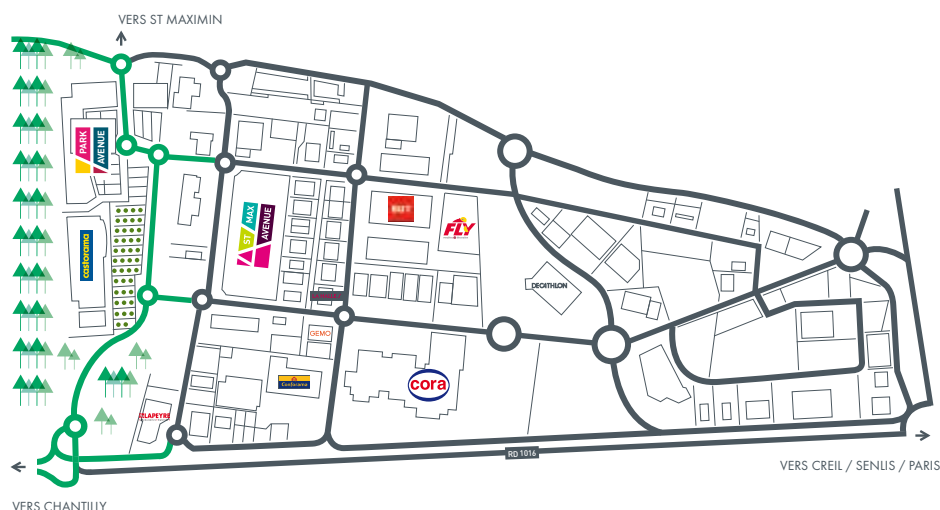 VERS ST MAXIMIN
PARK
AVENUE
castorama
ST MAX
AVENUE
FLY
DECATHLON
GEMO
Conforama
cora
LAPEYRE
RD 1016
VERS CREIL / SENLIS / PARIS
VERS CHANTILLY